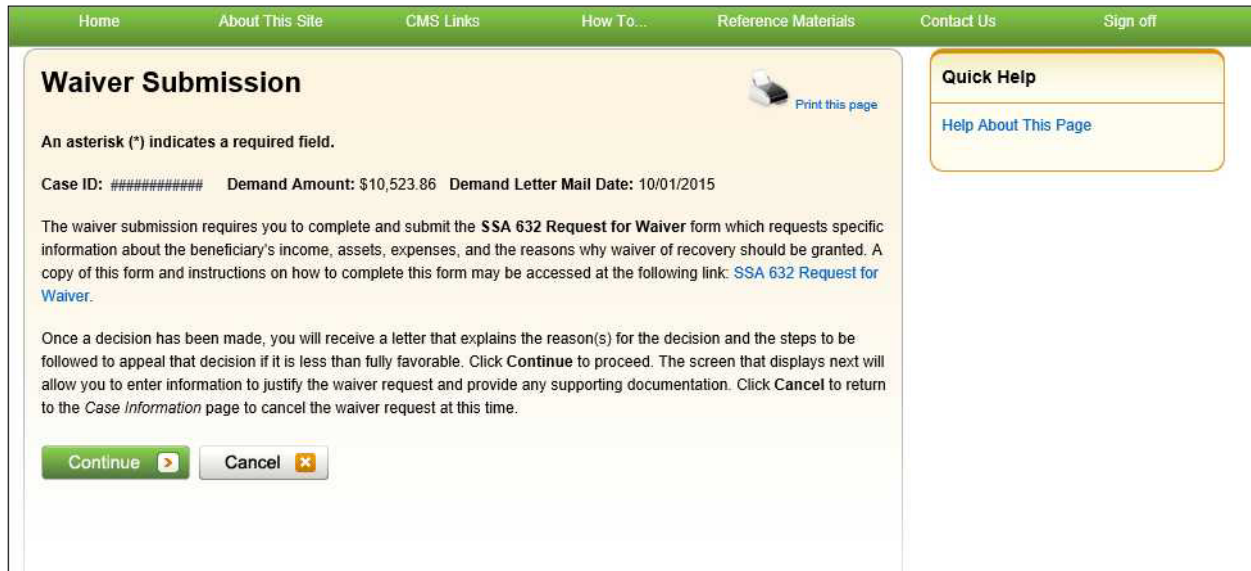 Home About This Site CMS Links How To... Reference Materials Contact Us Sign off
Waiver Submission
Print this page
An asterisk (*) indicates a required field.
Case ID: ############ Demand Amount: $10,523.86 Demand Letter Mail Date: 10/01/2015
The waiver submission requires you to complete and submit the SSA 632 Request for Waiver form which requests specific
information about the beneficiary's income, assets, expenses, and the reasons why waiver of recovery should be granted. A
copy of this form and instructions on how to complete this form may be accessed at the following link: SSA 632 Request for
Waiver.
Once a decision has been made, you will receive a letter that explains the reason(s) for the decision and the steps to be
followed to appeal that decision if it is less than fully favorable. Click Continue to proceed. The screen that displays next will
allow you to enter information to justify the waiver request and provide any supporting documentation. Click Cancel to return
to the Case Information page to cancel the waiver request at this time.
Continue Cancel
Quick Help
Help About This Page